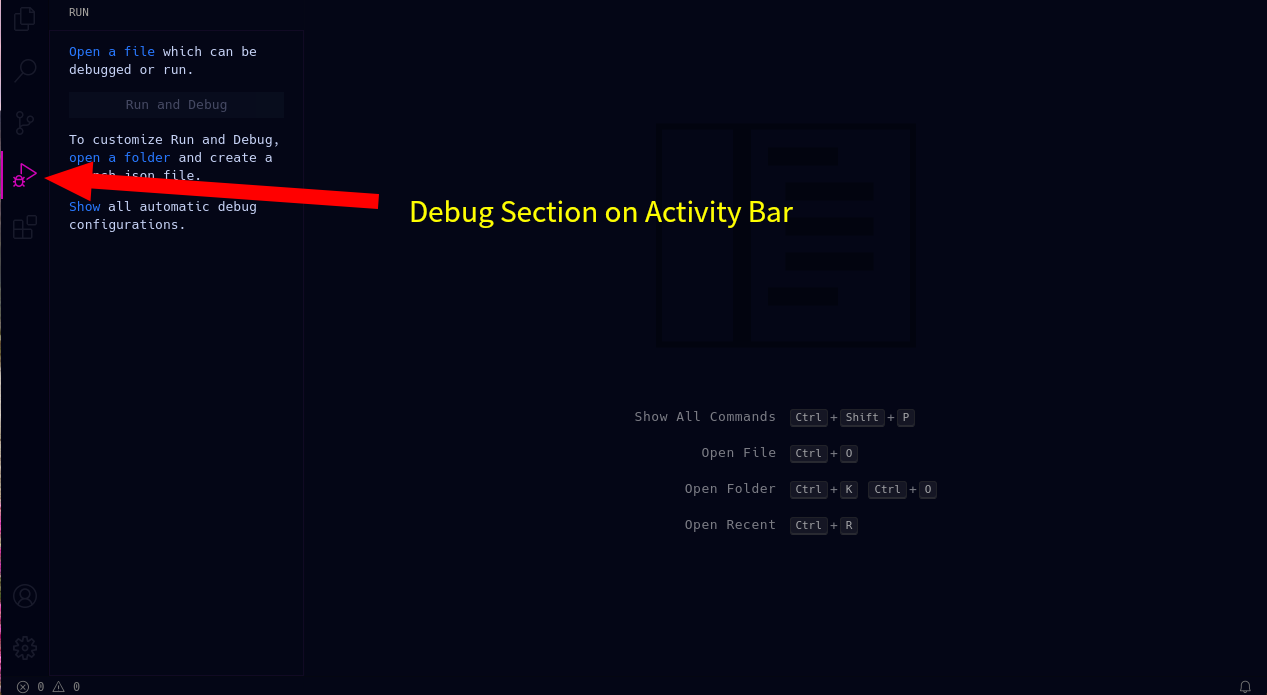 RUN
Open a file which can be
debugged or run.
Run and Debug
To customize Run and Debug,
open a folder and create a
json file.
Show all automatic debug
configurations.
Debug Section on Activity Bar
Show All Commands Ctrl + Shift + P
Open File Ctrl + O
Open Folder Ctrl + K Ctrl + O
Open Recent Ctrl + R
0 0